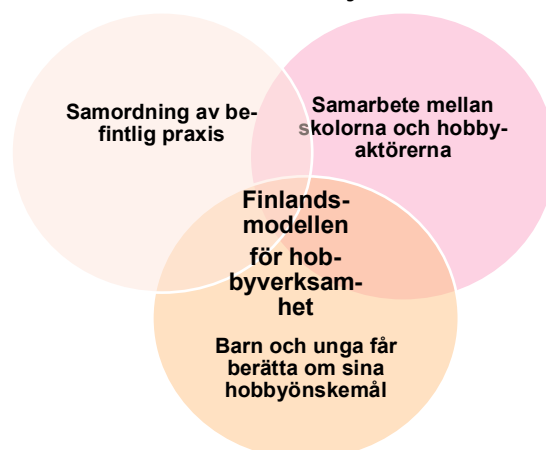 Samordning av be-
fintlig praxis
Samarbete mellan
skolorna och hobby-
aktörerna
Finlands-
modellen
för hob-
byverksam-
het
Barn och unga får
berätta om sina
hobbyönskemål